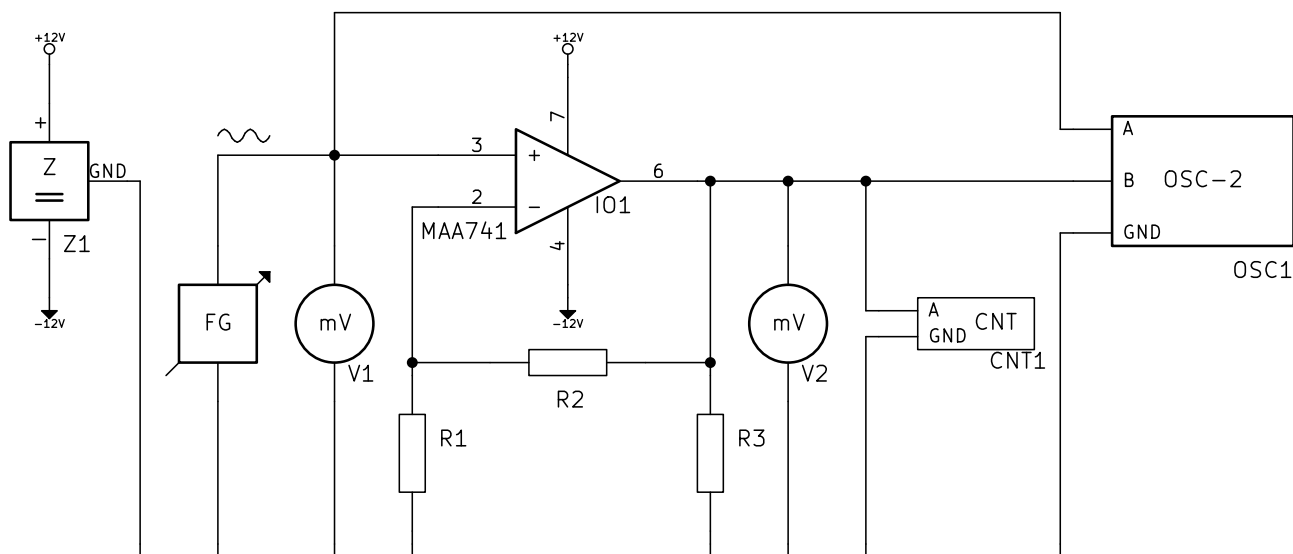 +12V
+12V
+
7
A
3
+
Z
GND
6
B
OSC-2
2
-
IO1
MAA741
-
Z1
4
GND
OSC1
-12V
-12V
FG
mV
mV
A
CNT
GND
CNT1
V1
V2
R2
R1
R3